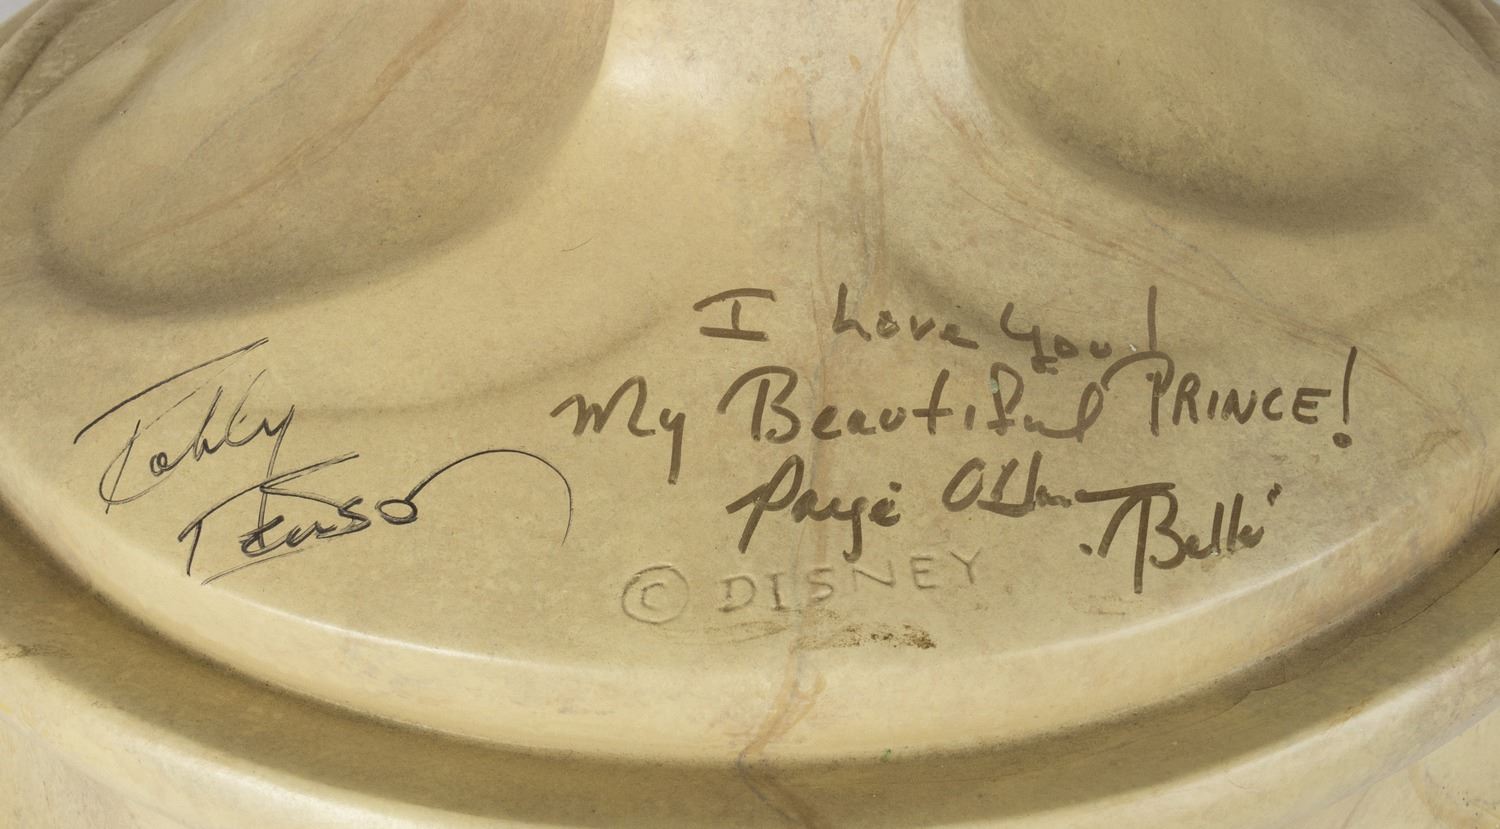 Robby
Benson
I Love You!
My Beautiful PRINCE!
Paige O'Hara "Belle"
© DISNEY